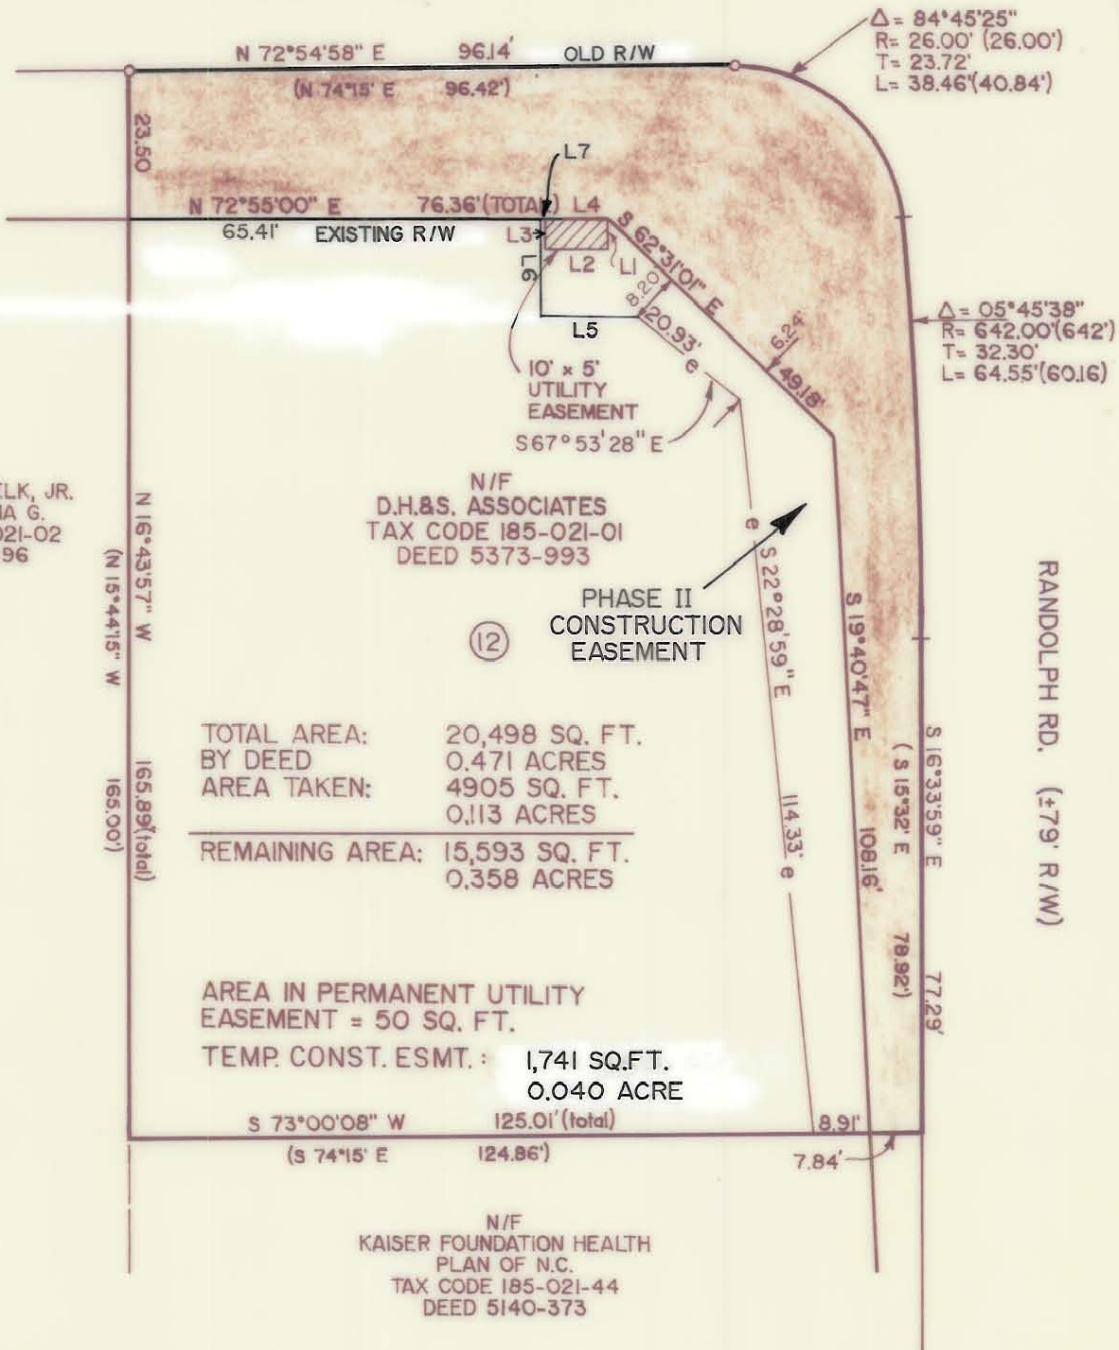 Δ= 84°45'25"
R= 26.00' (26.00')
T= 23.72'
L= 38.46'(40.84')
N 72°54'58" E 96.14' OLD R/W
(N 74°15' E 96.42')
23.50
L7
N 72°55'00" E 76.36'(TOTAL) L4
65.41' EXISTING R/W
L3
L2
L1
L6
L5
S 62°31'01" E
8.20'
20.93'
e
6.24'
49.18'
10' x 5'
UTILITY
EASEMENT
S67°53'28"E
Δ= 05°45'38"
R= 642.00'(642')
T= 32.30'
L= 64.55'(60.16)
ELK, JR.
G.
021-02
96
N 16°43'57" W
165.89'(total)
(N 15°44'15" W
165.00')
N/F
D.H.&S. ASSOCIATES
TAX CODE 185-021-01
DEED 5373-993
12
PHASE II
CONSTRUCTION
EASEMENT
e S 22°28'59" E
114.33' e
S 19°40'47" E
108.16'
S 16°33'59" E
77.29'
(S 15°32' E
78.92')
RANDOLPH RD. (±79' R/W)
TOTAL AREA: 20,498 SQ. FT.
BY DEED 0.471 ACRES
AREA TAKEN: 4905 SQ. FT.
0.113 ACRES
REMAINING AREA: 15,593 SQ. FT.
0.358 ACRES
AREA IN PERMANENT UTILITY
EASEMENT = 50 SQ. FT.
TEMP. CONST. ESMT.: 1,741 SQ.FT.
0.040 ACRE
S 73°00'08" W 125.01'(total)
8.91'
(S 74°15' E 124.86')
7.84'
N/F
KAISER FOUNDATION HEALTH
PLAN OF N.C.
TAX CODE 185-021-44
DEED 5140-373